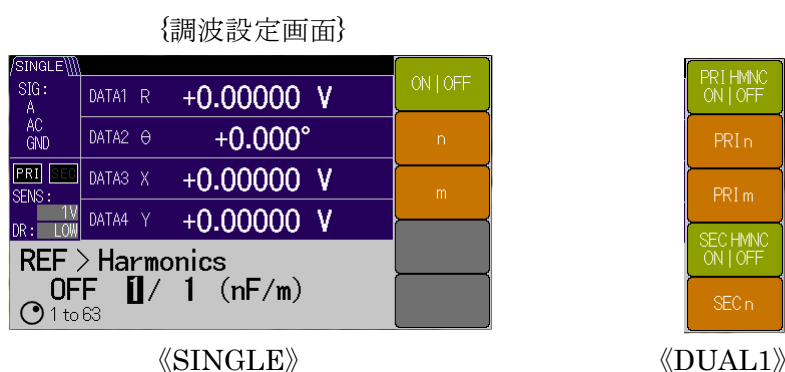 {調波設定画面}
SINGLE
SIG:
A
AC
GND
PRI SEC
SENS:
1V
DR: LOW
DATA1 R +0.00000 V
DATA2 θ +0.000°
DATA3 X +0.00000 V
DATA4 Y +0.00000 V
REF > Harmonics
OFF 1/ 1 (nF/m)
1 to 63
ON|OFF
n
m
《SINGLE》
PRI HMNC
ON|OFF
PRI n
PRI m
SEC HMNC
ON|OFF
SEC n
《DUAL1》